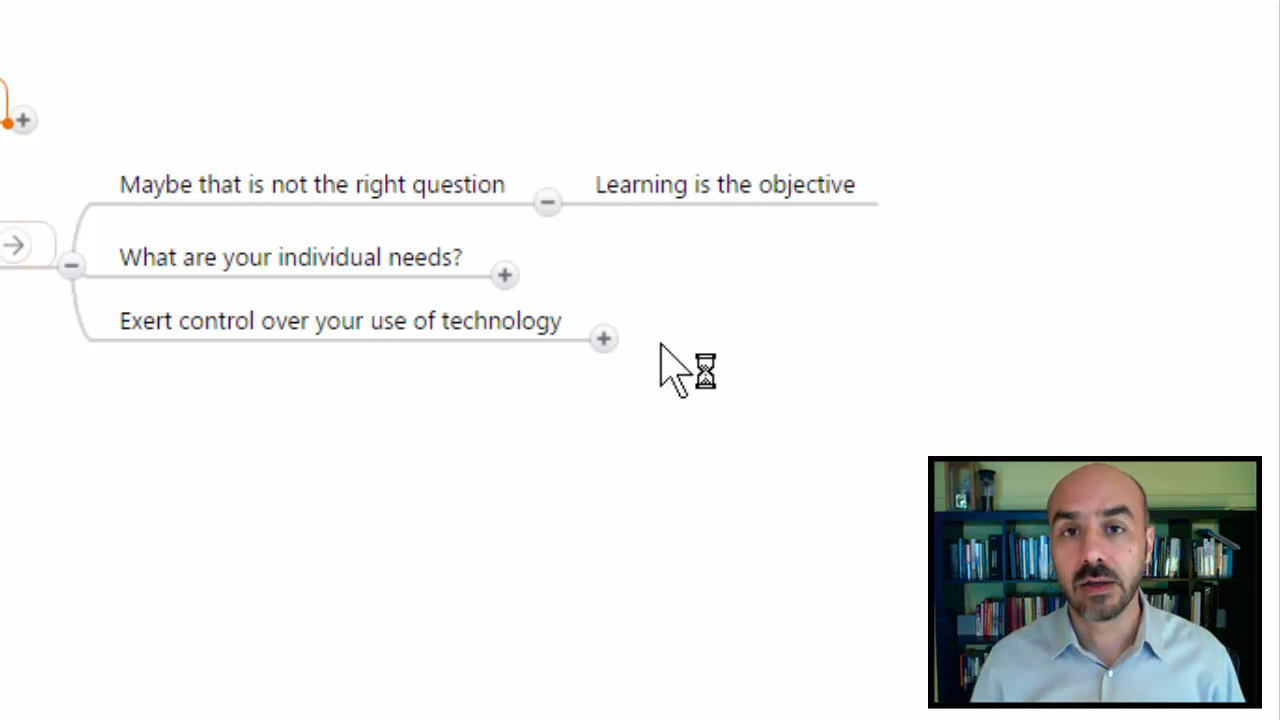 Maybe that is not the right question
Learning is the objective
What are your individual needs?
Exert control over your use of technology